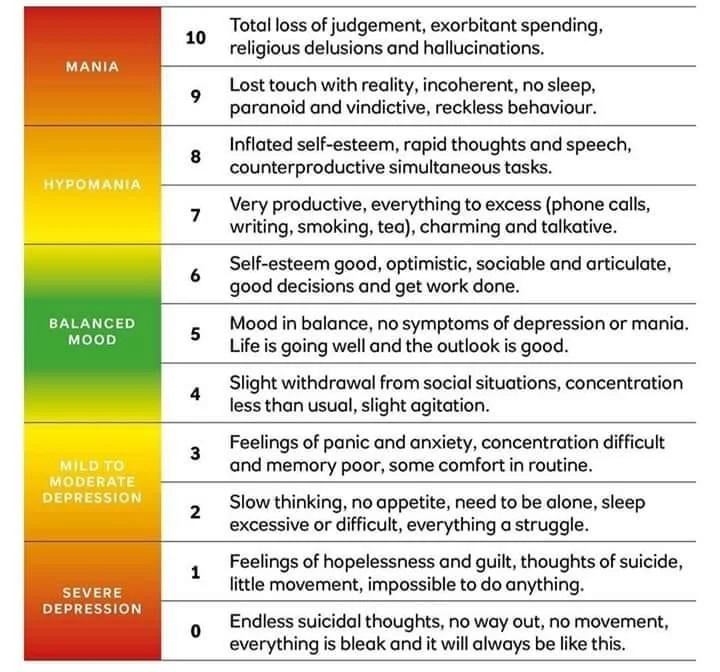 MANIA
10
Total loss of judgement, exorbitant spending,
religious delusions and hallucinations.
9
Lost touch with reality, incoherent, no sleep,
paranoid and vindictive, reckless behaviour.
HYPOMANIA
8
Inflated self-esteem, rapid thoughts and speech,
counterproductive simultaneous tasks.
7
Very productive, everything to excess (phone calls,
writing, smoking, tea), charming and talkative.
BALANCED
MOOD
6
Self-esteem good, optimistic, sociable and articulate,
good decisions and get work done.
5
Mood in balance, no symptoms of depression or mania.
Life is going well and the outlook is good.
4
Slight withdrawal from social situations, concentration
less than usual, slight agitation.
MILD TO
MODERATE
DEPRESSION
3
Feelings of panic and anxiety, concentration difficult
and memory poor, some comfort in routine.
2
Slow thinking, no appetite, need to be alone, sleep
excessive or difficult, everything a struggle.
SEVERE
DEPRESSION
1
Feelings of hopelessness and guilt, thoughts of suicide,
little movement, impossible to do anything.
0
Endless suicidal thoughts, no way out, no movement,
everything is bleak and it will always be like this.